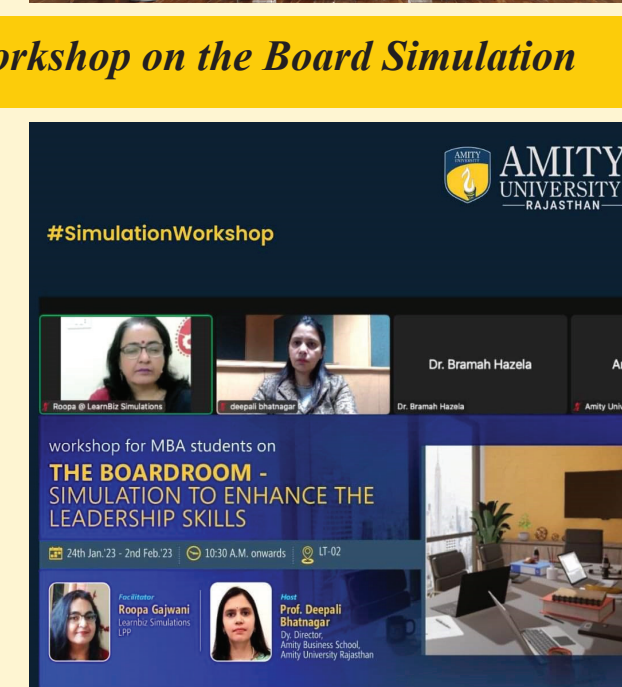 orkshop on the Board Simulation
AMITY
UNIVERSITY
AMITY
UNIVERSITY
RAJASTHAN
#SimulationWorkshop
Dr. Bramah Hazela
Roopa @ LearnBiz Simulations
deepali bhatnagar
Dr. Bramah Hazela
Amity Univ
workshop for MBA students on
THE BOARDROOM -
SIMULATION TO ENHANCE THE
LEADERSHIP SKILLS
24th Jan.'23 - 2nd Feb.'23
10:30 A.M. onwards
LT-02
Facilitator
Roopa Gajwani
Learnbiz Simulations
LPP
Host
Prof. Deepali
Bhatnagar
Dy. Director,
Amity Business School,
Amity University Rajasthan